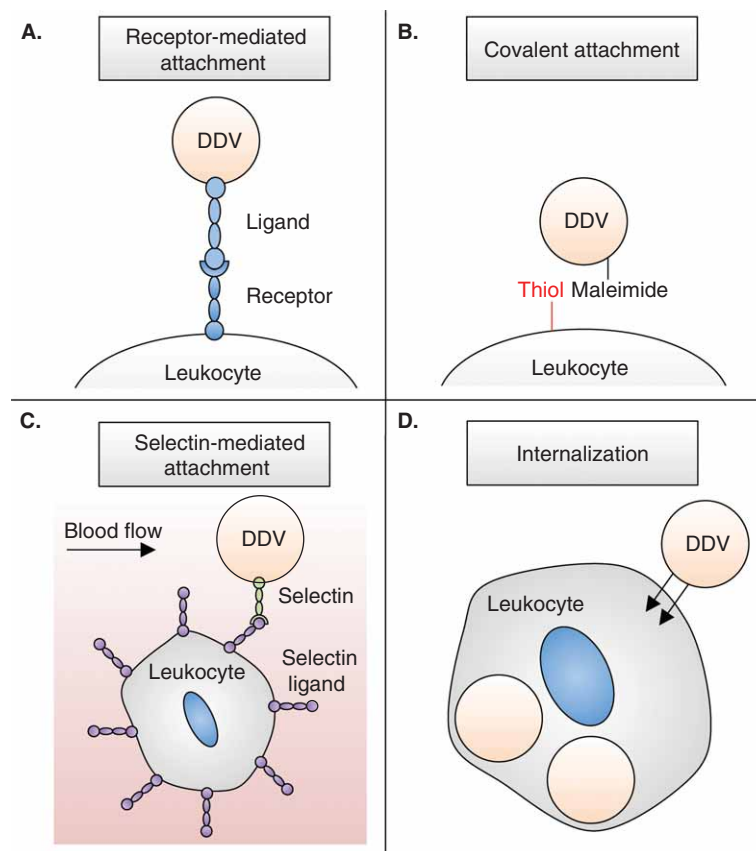 A.
Receptor-mediated
attachment
DDV
Ligand
Receptor
Leukocyte
B.
Covalent attachment
DDV
Thiol Maleimide
Leukocyte
C.
Selectin-mediated
attachment
Blood flow
DDV
Selectin
Leukocyte
Selectin
ligand
D.
Internalization
DDV
Leukocyte